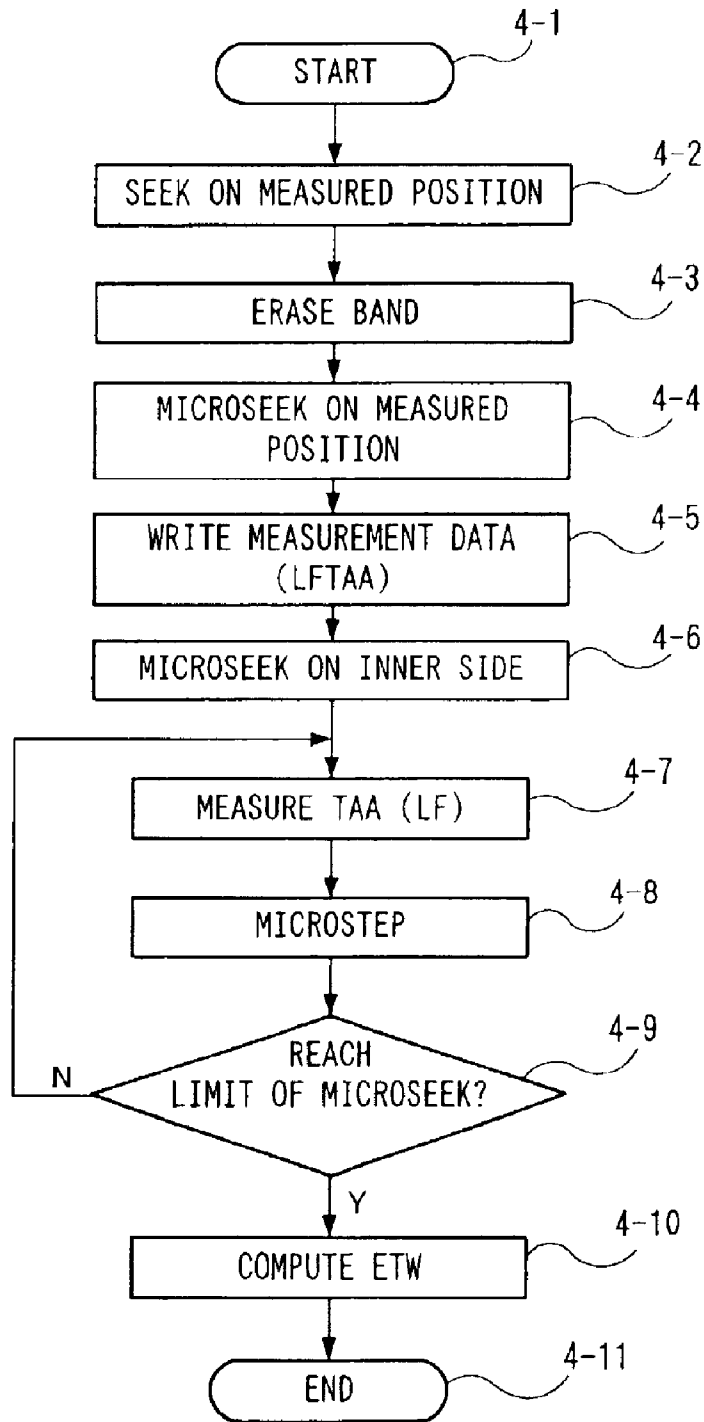 4-1
START
4-2
SEEK ON MEASURED POSITION
4-3
ERASE BAND
4-4
MICROSEEK ON MEASURED
POSITION
4-5
WRITE MEASUREMENT DATA
(LFTAA)
4-6
MICROSEEK ON INNER SIDE
4-7
MEASURE TAA (LF)
4-8
MICROSTEP
4-9
REACH
LIMIT OF MICROSEEK?
N
Y
4-10
COMPUTE ETW
4-11
END